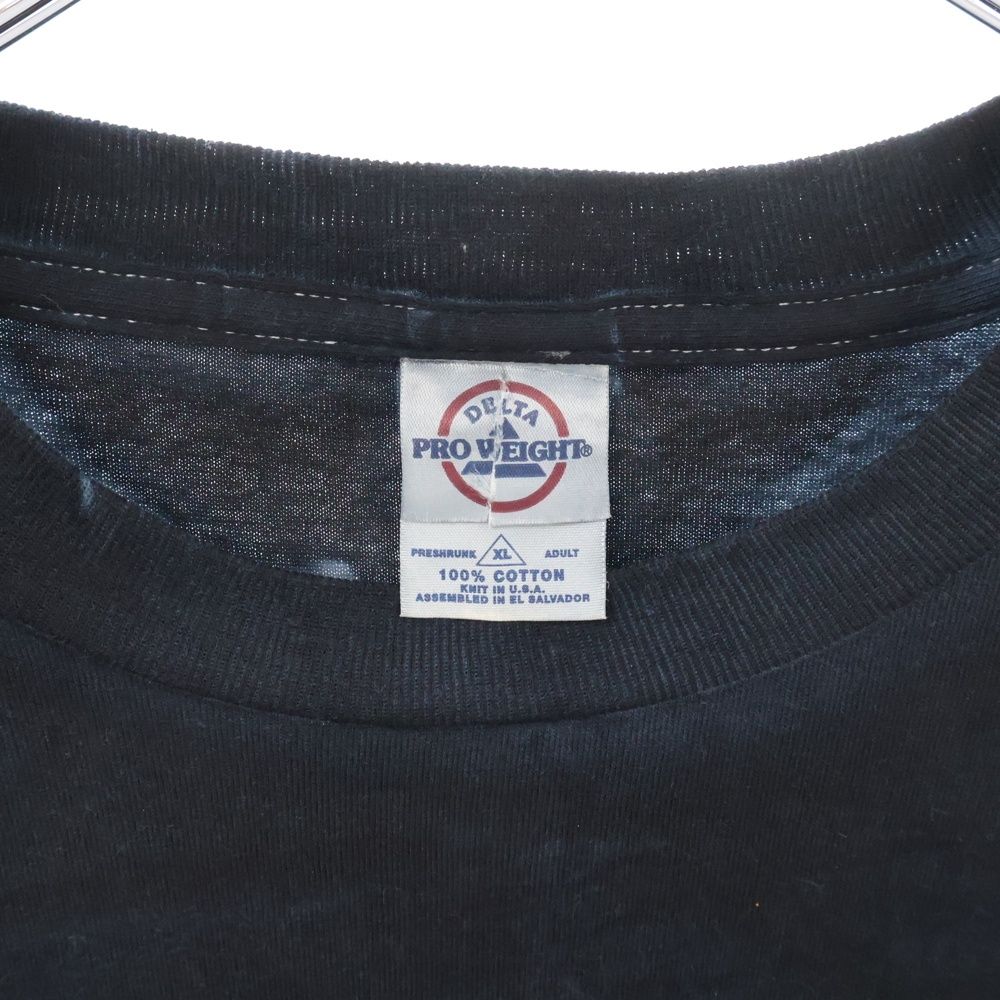 DELTA
PRO WEIGHT®
PRESHRUNK XL ADULT
100% COTTON
KNIT IN U.S.A.
ASSEMBLED IN EL SALVADOR